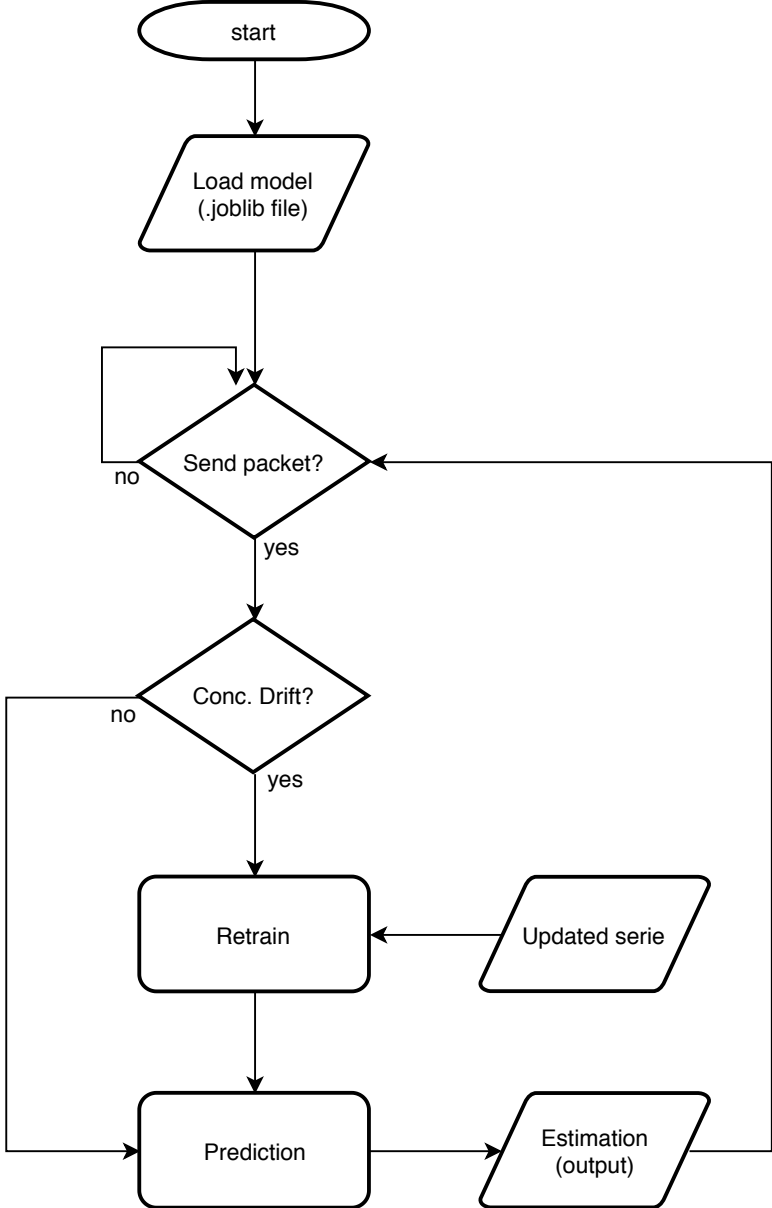 start
Load model
(.joblib file)
Send packet?
no
yes
Conc. Drift?
no
yes
Retrain
Updated serie
Prediction
Estimation
(output)